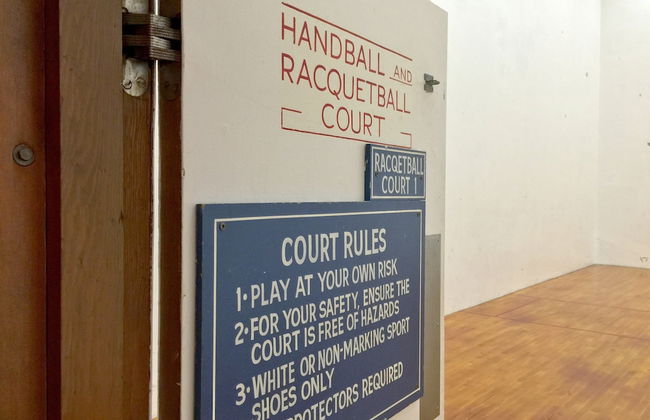 HANDBALL AND
RACQUETBALL
COURT
RACQETBALL
COURT 1
COURT RULES
1• PLAY AT YOUR OWN RISK
2• FOR YOUR SAFETY, ENSURE THE
COURT IS FREE OF HAZARDS
3• WHITE OR NON-MARKING SPORT
SHOES ONLY
PROTECTORS REQUIRED